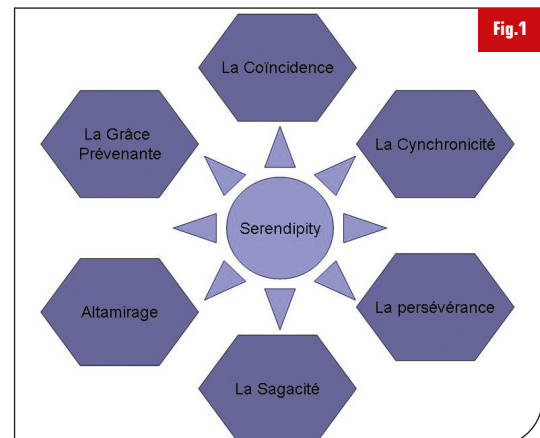 Fig.1
La Coïncidence
La Grâce
Prévenante
La Cynchronicité
Serendipity
Altamirage
La persévérance
La Sagacité